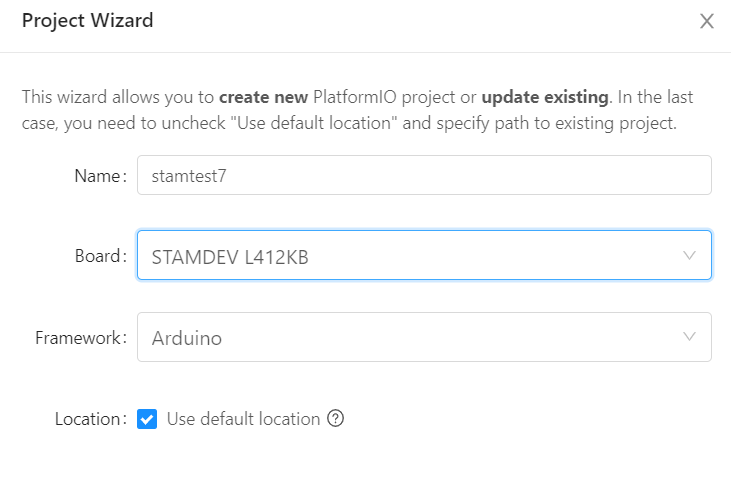 Project Wizard
This wizard allows you to create new PlatformIO project or update existing. In the last
case, you need to uncheck "Use default location" and specify path to existing project.
Name: stamtest7
Board: STAMDEV L412KB
Framework: Arduino
Location: Use default location